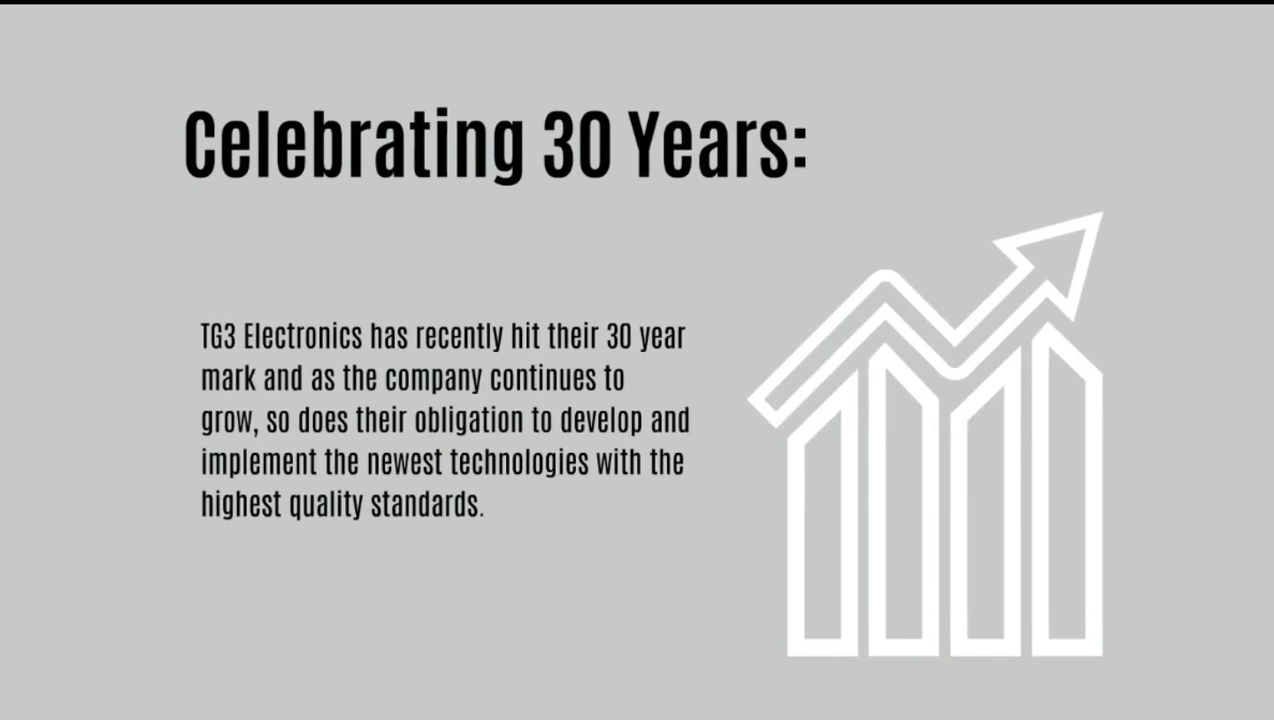 Celebrating 30 Years:
TG3 Electronics has recently hit their 30 year
mark and as the company continues to
grow, so does their obligation to develop and
implement the newest technologies with the
highest quality standards.